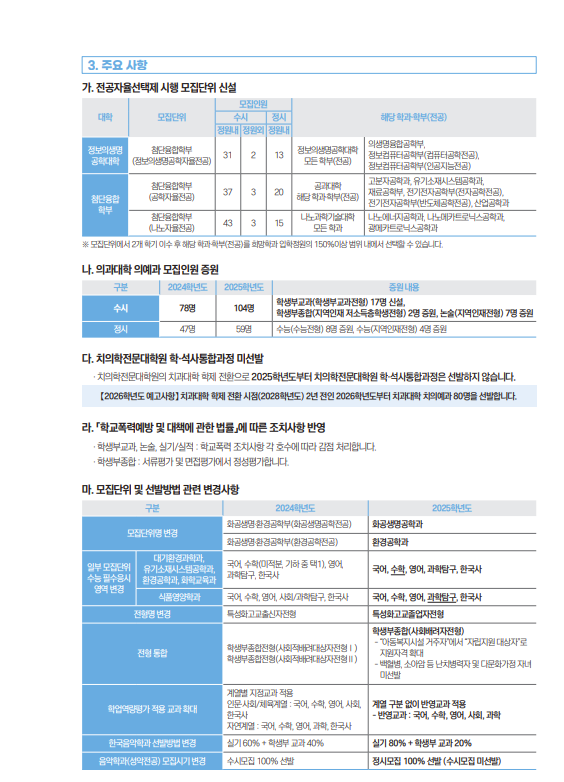 3. 주요 사항
가. 전공자율선택제 시행 모집단위 신설
대학 모집단위 모집인원 해당 학과·학부(전공)
수시 정시
정원내 정원외 정원내
정보의생명
공학대학
첨단융합학부
(정보의생명공학자율전공)
31 2 13
정보의생명공학대학
모든 학부(전공)
의생명융합공학부,
정보컴퓨터공학부(컴퓨터공학전공),
정보컴퓨터공학부(인공지능전공)
첨단융합
학부
첨단융합학부
(공학자율전공)
37 3 20
공과대학
해당 학과·학부(전공)
고분자공학과, 유기소재시스템공학과,
재료공학부, 전기전자공학부(전자공학전공),
전기전자공학부(반도체공학전공), 산업공학과
첨단융합학부
(나노자율전공)
43 3 15
나노과학기술대학
모든 학과
나노에너지공학과, 나노메카트로닉스공학과,
광메카트로닉스공학과
※ 모집단위에서 2개 학기 이수 후 해당 학과·학부(전공)를 희망학과 입학정원의 150%이상 범위 내에서 선택할 수 있습니다.
나. 의과대학 의예과 모집인원 증원
구분 2024학년도 2025학년도 증원 내용
수시 78명 104명
학생부교과(학생부교과전형) 17명 신설,
학생부종합(지역인재 저소득층학생전형) 2명 증원, 논술(지역인재전형) 7명 증원
정시 47명 59명 수능(수능전형) 8명 증원, 수능(지역인재전형) 4명 증원
다. 치의학전문대학원 학·석사통합과정 미선발
· 치의학전문대학원의 치과대학 학제 전환으로 2025학년도부터 치의학전문대학원 학·석사통합과정은 선발하지 않습니다.
【2026학년도 예고사항】 치과대학 학제 전환 시점(2028학년도) 2년 전인 2026학년도부터 치과대학 치의예과 80명을 선발합니다.
라. 「학교폭력예방 및 대책에 관한 법률」에 따른 조치사항 반영
· 학생부교과, 논술, 실기/실적 : 학교폭력 조치사항 각 호수에 따라 감점 처리합니다.
· 학생부종합 : 서류평가 및 면접평가에서 정성평가합니다.
마. 모집단위 및 선발방법 관련 변경사항
구분 2024학년도 2025학년도
모집단위명 변경
화공생명·환경공학부(화공생명공학전공) 화공생명공학과
화공생명·환경공학부(환경공학전공) 환경공학과
일부 모집단위
수능 필수응시
영역 변경
대기환경과학과,
유기소재시스템공학과,
환경공학과, 화학교육과
국어, 수학(미적분, 기하 중 택1), 영어,
과학탐구, 한국사
국어, 수학, 영어, 과학탐구, 한국사
식품영양학과 국어, 수학, 영어, 사회/과학탐구, 한국사 국어, 수학, 영어, 과학탐구, 한국사
전형명 변경 특성화고교출신자전형 특성화고교졸업자전형
전형 통합
학생부종합전형(사회적배려대상자전형Ⅰ)
학생부종합전형(사회적배려대상자전형Ⅱ)
학생부종합(사회배려자전형)
- "아동복지시설 거주자"에서 "자립지원 대상자"로
지원자격 확대
- 백혈병, 소아암 등 난치병력자 및 다문화가정 자녀
미선발
학업역량평가 적용 교과 확대
계열별 지정교과 적용
인문·사회/체육계열 : 국어, 수학, 영어, 사회,
한국사
자연계열 : 국어, 수학, 영어, 과학, 한국사
계열 구분 없이 반영교과 적용
- 반영교과 : 국어, 수학, 영어, 사회, 과학
한국음악학과 선발방법 변경 실기 60% + 학생부 교과 40% 실기 80% + 학생부 교과 20%
음악학과(성악전공) 모집시기 변경 수시모집 100% 선발 정시모집 100% 선발 (수시모집 미선발)